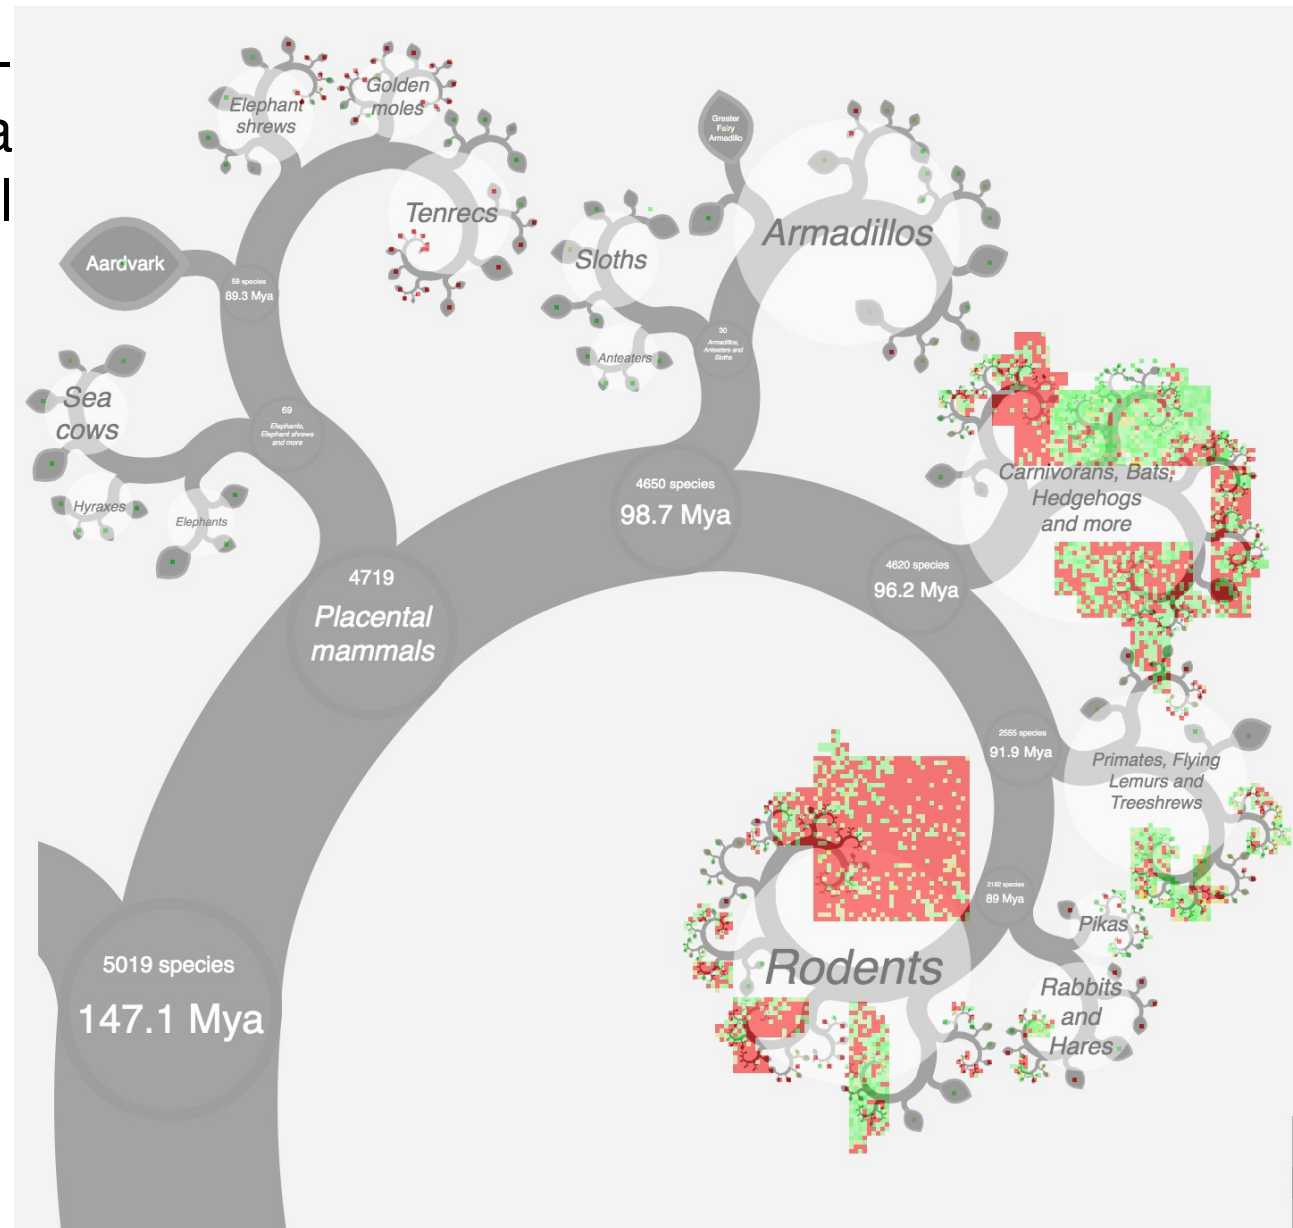 a
l
Elephant
shrews
Golden
moles
Tenrecs
Aardvark
58 species
89.3 Mya
Sea
cows
69
Elephants,
Elephant shrews
and more
Hyraxes
Elephants
Greater
Fairy
Armadillo
Armadillos
Sloths
Anteaters
30
Armadillos,
Anteaters and
Sloths
4650 species
98.7 Mya
4719
Placental
mammals
4620 species
96.2 Mya
Carnivorans, Bats,
Hedgehogs
and more
2555 species
91.9 Mya
Primates, Flying
Lemurs and
Treeshrews
2182 species
89 Mya
Pikas
Rodents
Rabbits
and
Hares
5019 species
147.1 Mya